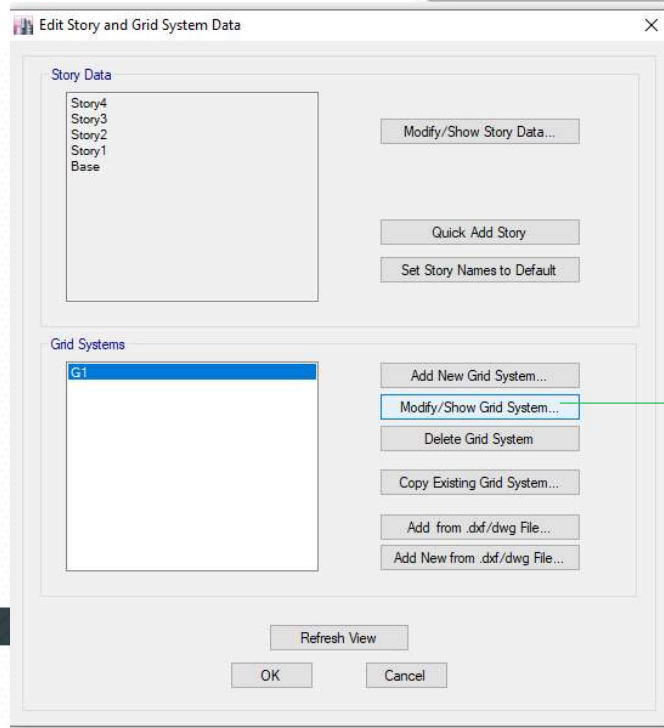 Edit Story and Grid System Data
Story Data
Story4
Story3
Story2
Story1
Base
Modify/Show Story Data...
Quick Add Story
Set Story Names to Default
Grid Systems
G1
Add New Grid System...
Modify/Show Grid System...
Delete Grid System
Copy Existing Grid System...
Add from .dxf/dwg File...
Add New from .dxf/dwg File...
Refresh View
OK
Cancel